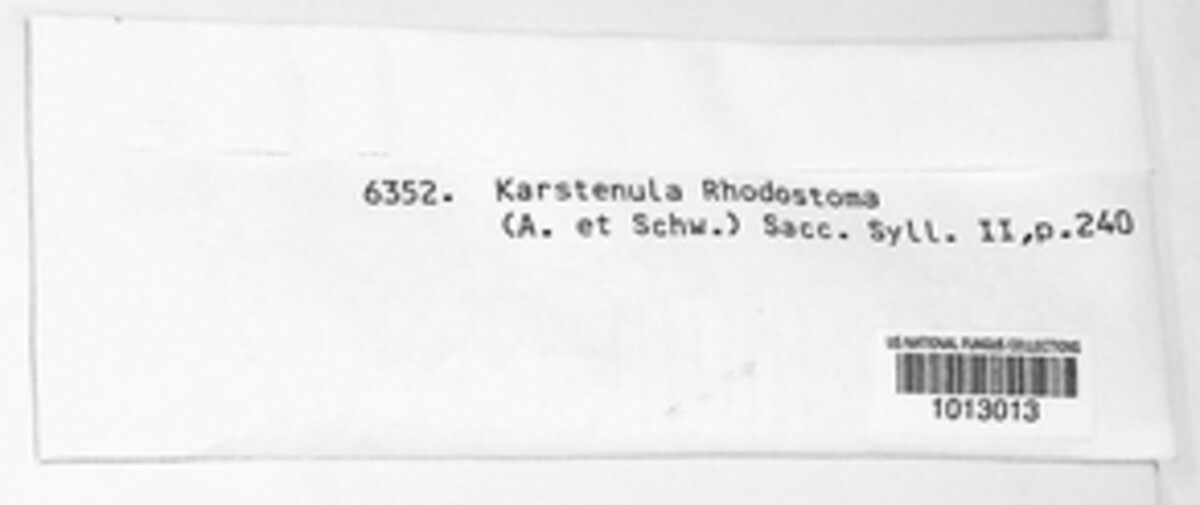 6352. Karstenula Rhodostoma
(A. et Schw.) Sacc. Syll. II,p.240
US NATIONAL FUNGUS COLLECTIONS
1013013